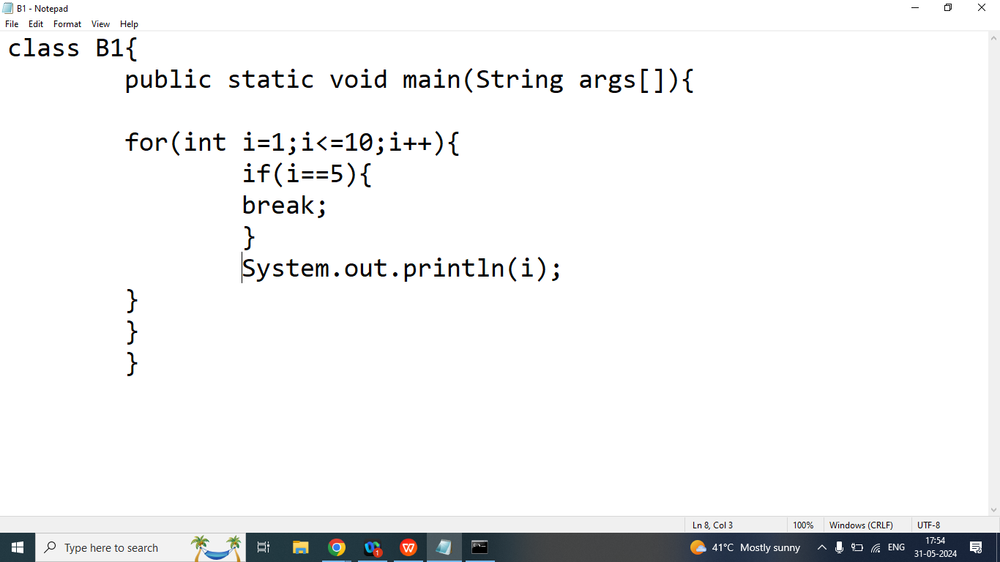 B1 - Notepad
File Edit Format View Help
class B1{
public static void main(String args[]){
for(int i=1;i<=10;i++){
if(i==5){
break;
}
System.out.println(i);
}
}
}
Ln 8, Col 3 100% Windows (CRLF) UTF-8
Type here to search 1 W C:\_ 41°C Mostly sunny ENG 17:54
31-05-2024